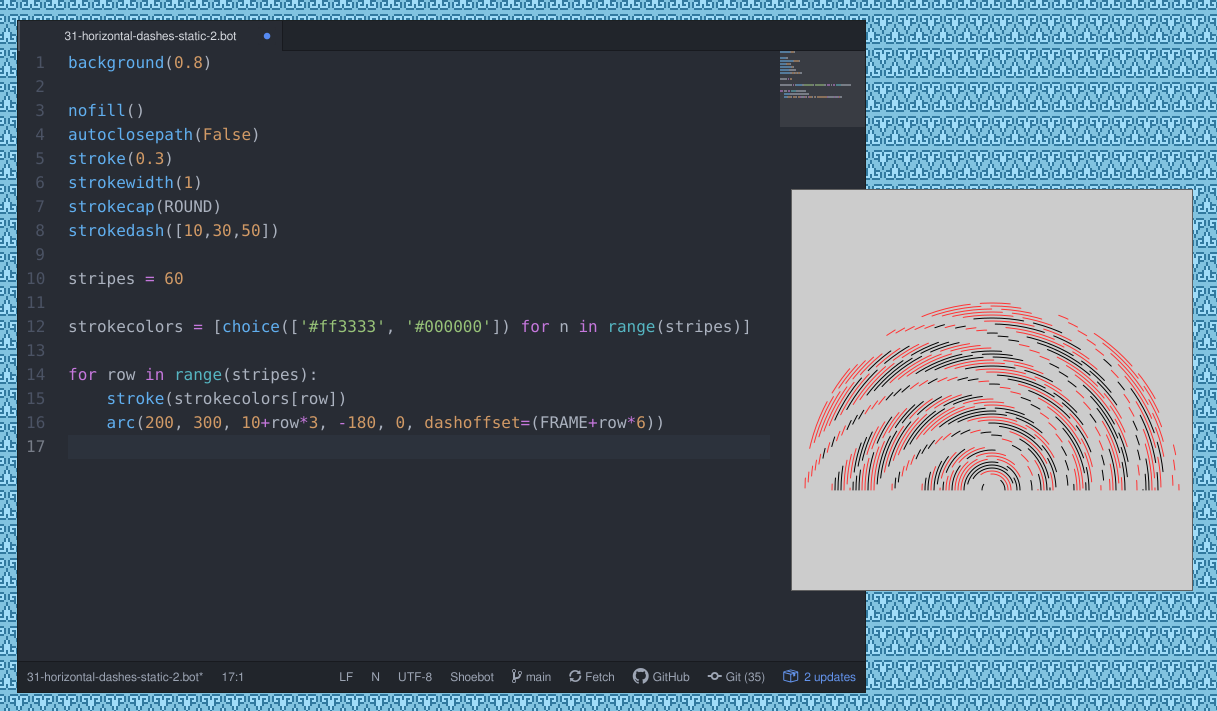 31-horizontal-dashes-static-2.bot
1 background(0.8)
2
3 nofill()
4 autoclosepath(False)
5 stroke(0.3)
6 strokewidth(1)
7 strokecap(ROUND)
8 strokedash([10,30,50])
9
10 stripes = 60
11
12 strokecolors = [choice(['#ff3333', '#000000']) for n in range(stripes)]
13
14 for row in range(stripes):
15     stroke(strokecolors[row])
16     arc(200, 300, 10+row*3, -180, 0, dashoffset=(FRAME+row*6))
17
31-horizontal-dashes-static-2.bot* 17:1 LF N UTF-8 Shoebot main Fetch GitHub Git (35) 2 updates